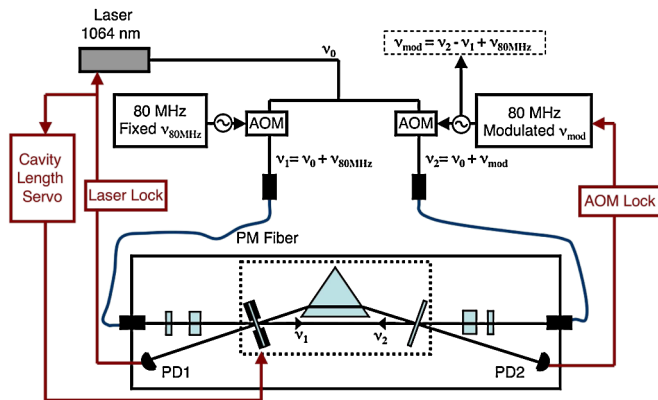 Laser
1064 nm
ν0
νmod = ν2 - ν1 + ν80MHz
80 MHz
Fixed ν80MHz
AOM
AOM
80 MHz
Modulated νmod
Cavity
Length
Servo
Laser Lock
ν1= ν0 + ν80MHz
ν2= ν0 + νmod
AOM Lock
PM Fiber
ν1
ν2
PD1
PD2